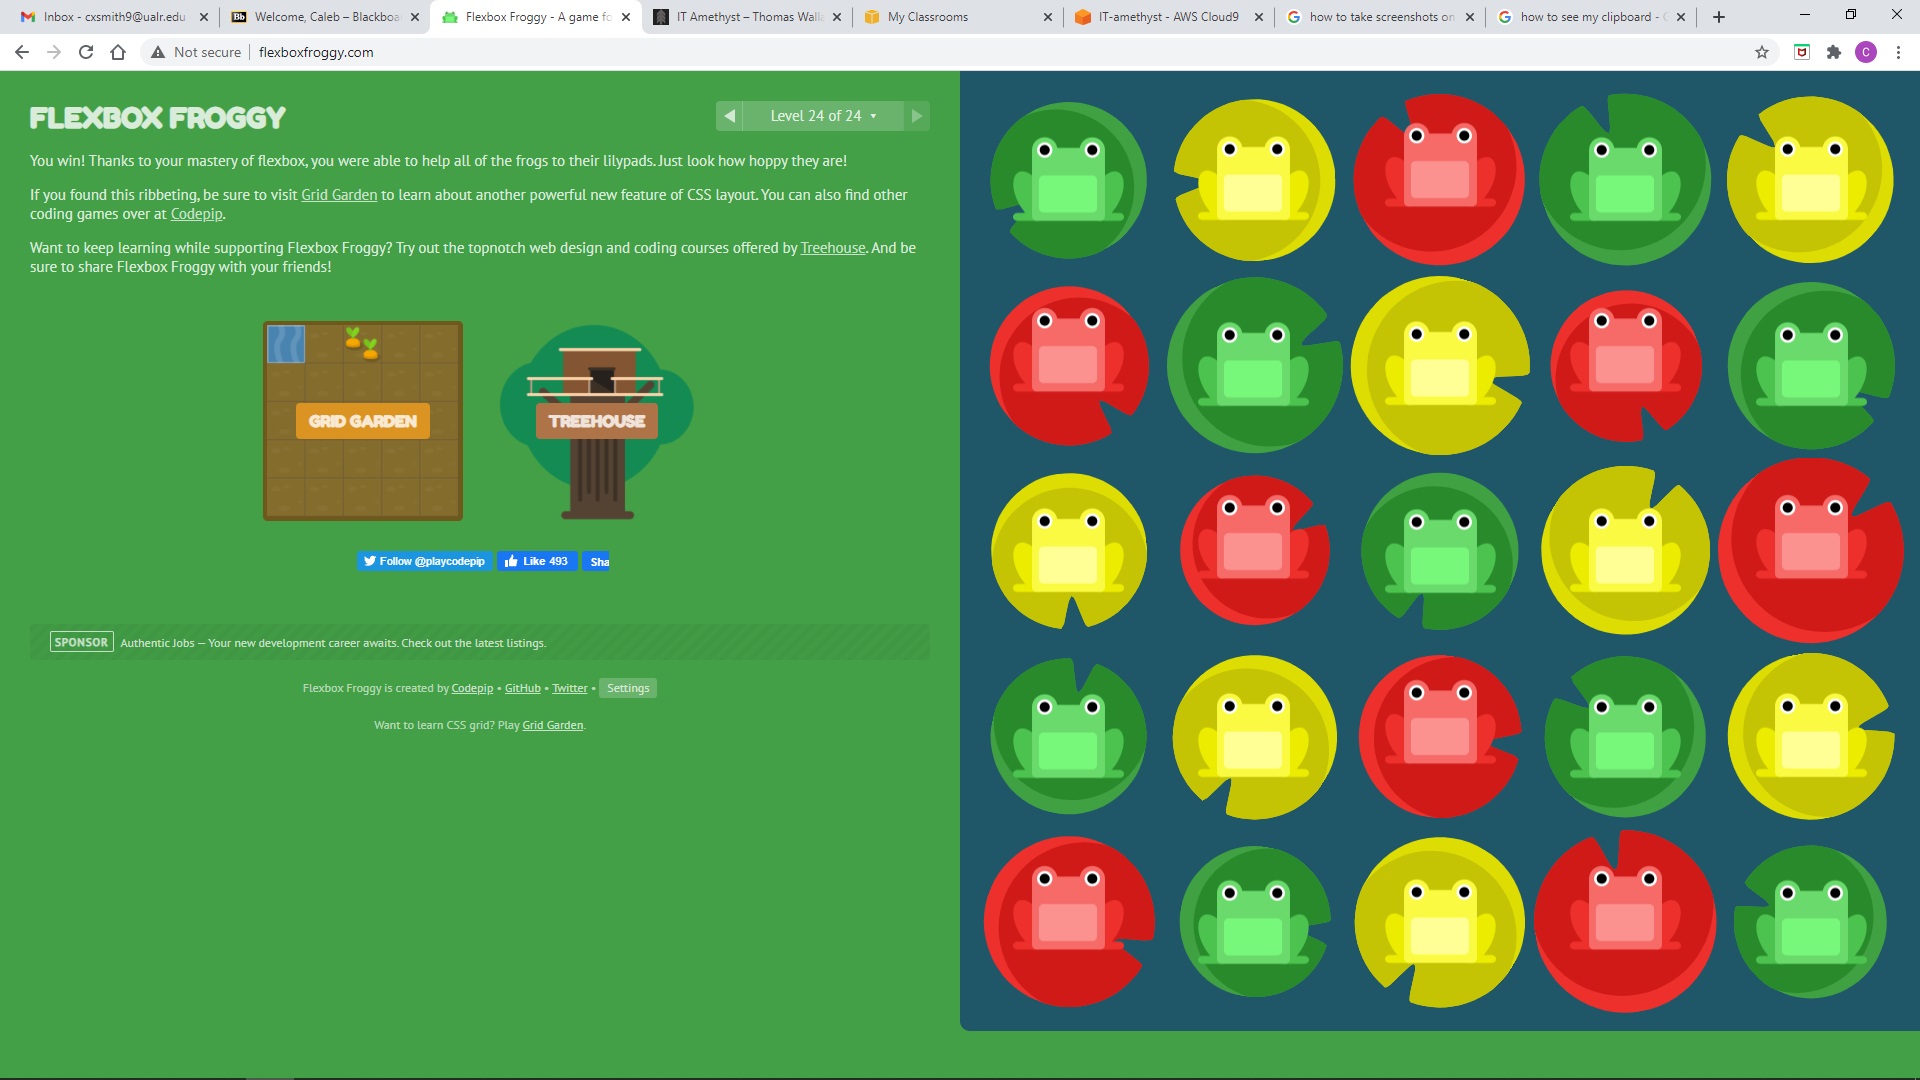 Inbox - cxsmith9@ualr.edu
Bb Welcome, Caleb – Blackboa
Flexbox Froggy - A game fo
IT Amethyst – Thomas Walla
My Classrooms
IT-amethyst - AWS Cloud9
how to take screenshots on
how to see my clipboard -
Not secure
flexboxfroggy.com
C
FLEXBOX FROGGY
Level 24 of 24
You win! Thanks to your mastery of flexbox, you were able to help all of the frogs to their lilypads. Just look how hoppy they are!
If you found this ribbeting, be sure to visit Grid Garden to learn about another powerful new feature of CSS layout. You can also find other
coding games over at Codepip.
Want to keep learning while supporting Flexbox Froggy? Try out the topnotch web design and coding courses offered by Treehouse. And be
sure to share Flexbox Froggy with your friends!
GRID GARDEN
TREEHOUSE
Follow @playcodepip
Like 493
Sha
SPONSOR Authentic Jobs — Your new development career awaits. Check out the latest listings.
Flexbox Froggy is created by Codepip • GitHub • Twitter • Settings
Want to learn CSS grid? Play Grid Garden.